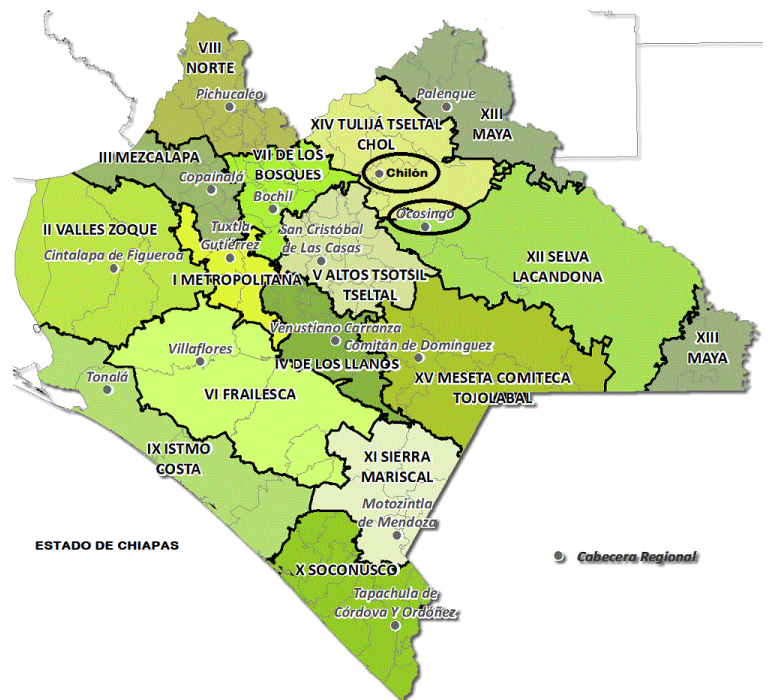 VIII
NORTE
Pichucalco
Palenque
XIII
MAYA
XIV TULIJÁ TSELTAL
CHOL
III MEZCALAPA
Copainalá
VII DE LOS
BOSQUES
Bochil
Chilón
Ocosingo
II VALLES ZOQUE
Cintalapa de Figueroa
Tuxtla
Gutiérrez
I METROPOLITANA
San Cristóbal
de Las Casas
V ALTOS TSOTSIL
TSELTAL
XII SELVA
LACANDONA
Venustiano Carranza
Comitán de Domínguez
IV DE LOS LLANOS
XIII
MAYA
Villaflores
Tonalá
VI FRAILESCA
XV MESETA COMITECA
TOJOLABAL
IX ISTMO
COSTA
XI SIERRA
MARISCAL
Motozintla
de Mendoza
ESTADO DE CHIAPAS
Cabecera Regional
X SOCONUSCO
Tapachula de
Córdova Y Ordóñez